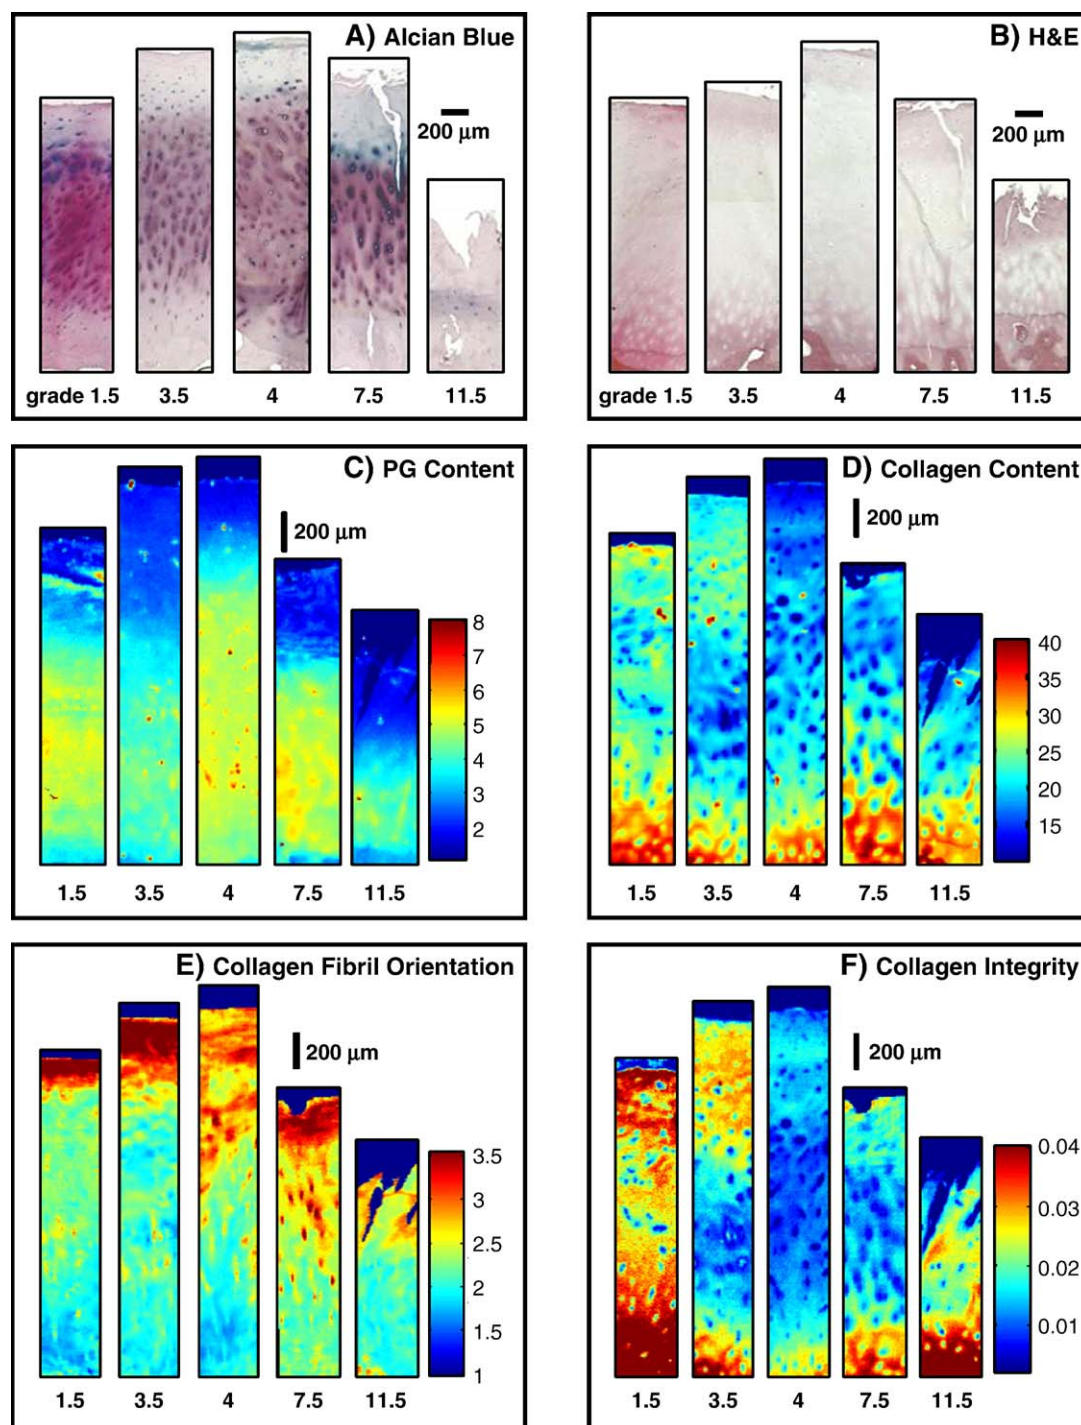 A) Alcian Blue
200 μm
grade 1.5 3.5 4 7.5 11.5
B) H&E
200 μm
grade 1.5 3.5 4 7.5 11.5
C) PG Content
200 μm
8
7
6
5
4
3
2
1.5 3.5 4 7.5 11.5
D) Collagen Content
200 μm
40
35
30
25
20
15
1.5 3.5 4 7.5 11.5
E) Collagen Fibril Orientation
200 μm
3.5
3
2.5
2
1.5
1
1.5 3.5 4 7.5 11.5
F) Collagen Integrity
200 μm
0.04
0.03
0.02
0.01
1.5 3.5 4 7.5 11.5